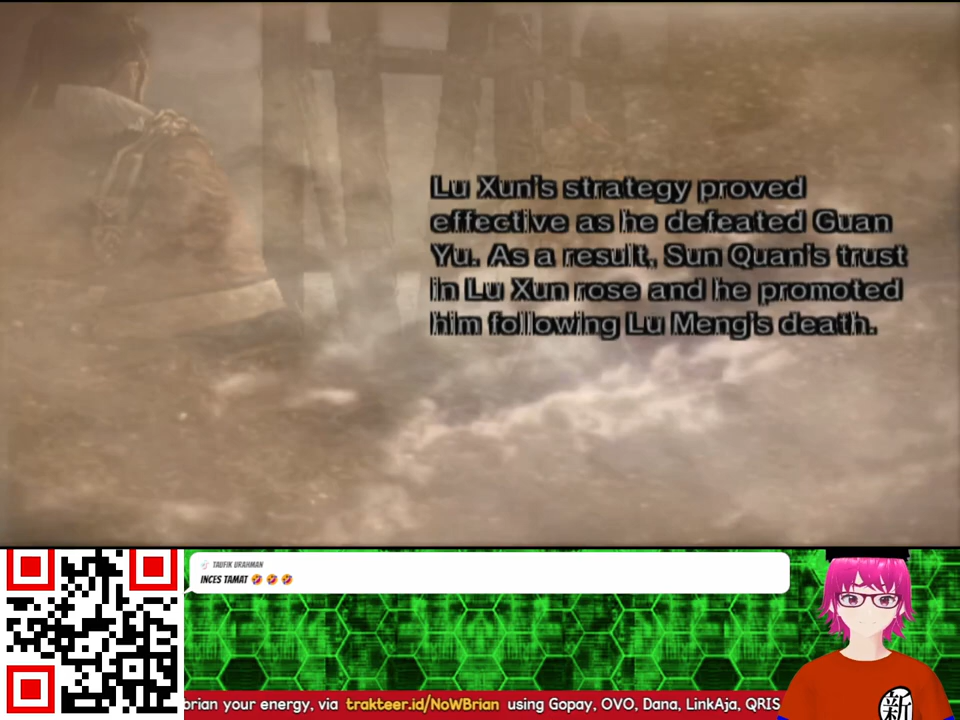 Lu Xun's strategy proved
effective as he defeated Guan
Yu. As a result, Sun Quan's trust
in Lu Xun rose and he promoted
him following Lu Meng's death.
TAUFIK URAHMAN
INCES TAMAT 🤣 🤣 🤣
brian your energy, via trakteer.id/NoWBrian using Gopay, OVO, Dana, LinkAja, QRIS
新